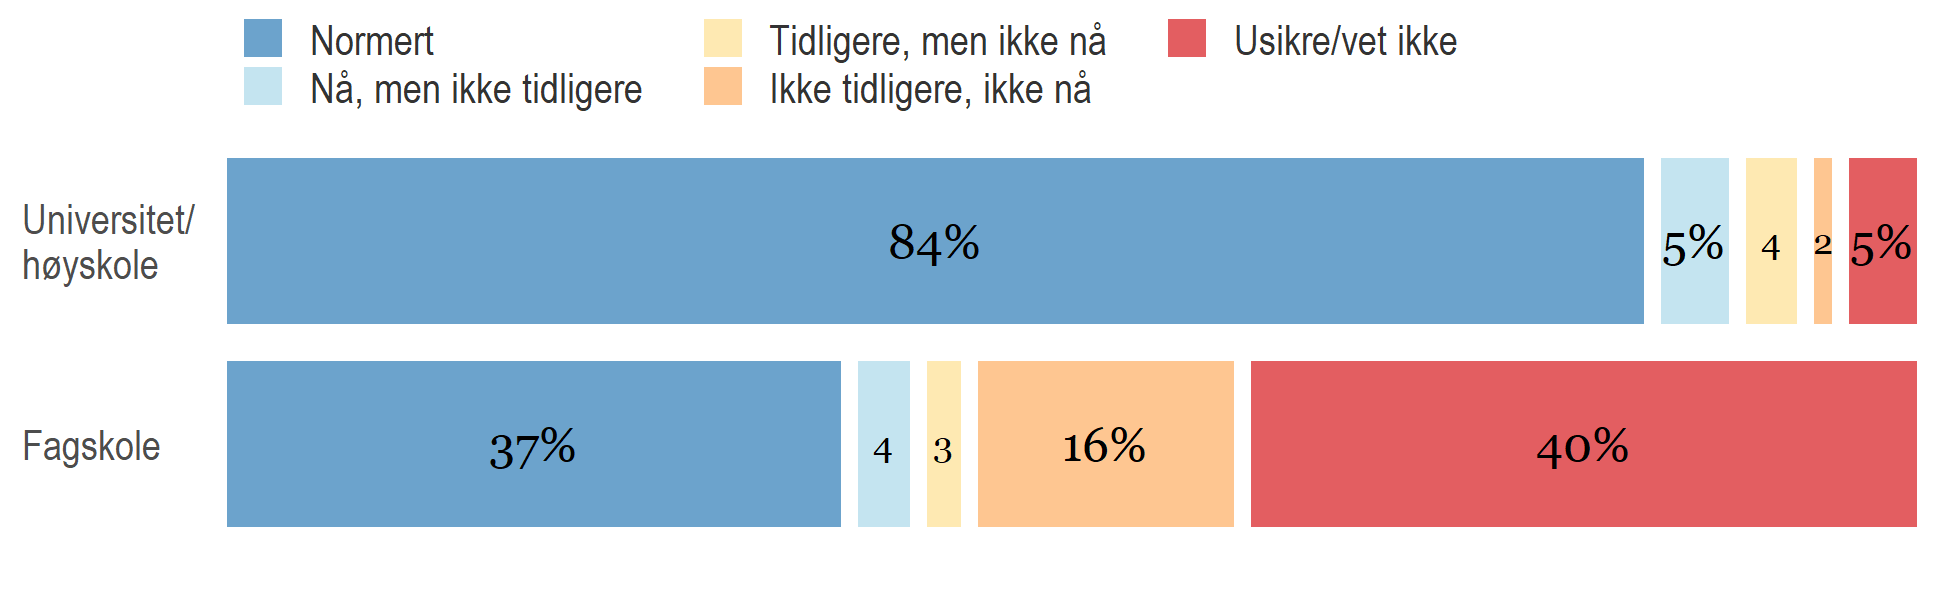 Normert
Nå, men ikke tidligere
Tidligere, men ikke nå
Ikke tidligere, ikke nå
Usikre/vet ikke
Universitet/
høyskole
84% 5% 4 2 5%
Fagskole
37% 4 3 16% 40%